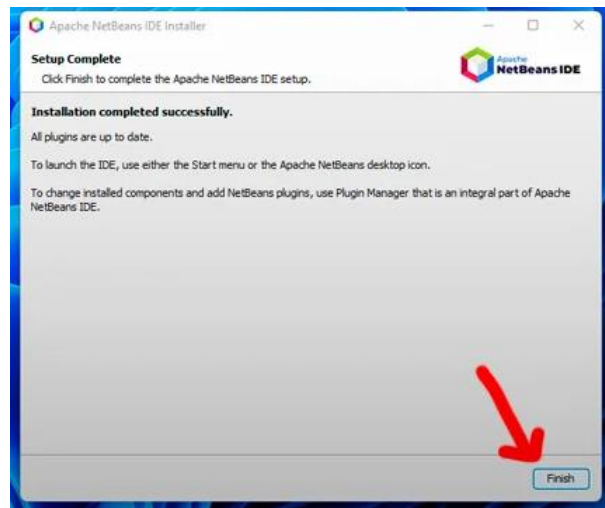 Apache NetBeans IDE Installer
Setup Complete
Click Finish to complete the Apache NetBeans IDE setup.
Apache
NetBeans IDE
Installation completed successfully.
All plugins are up to date.
To launch the IDE, use either the Start menu or the Apache NetBeans desktop icon.
To change installed components and add NetBeans plugins, use Plugin Manager that is an integral part of Apache
NetBeans IDE.
Finish